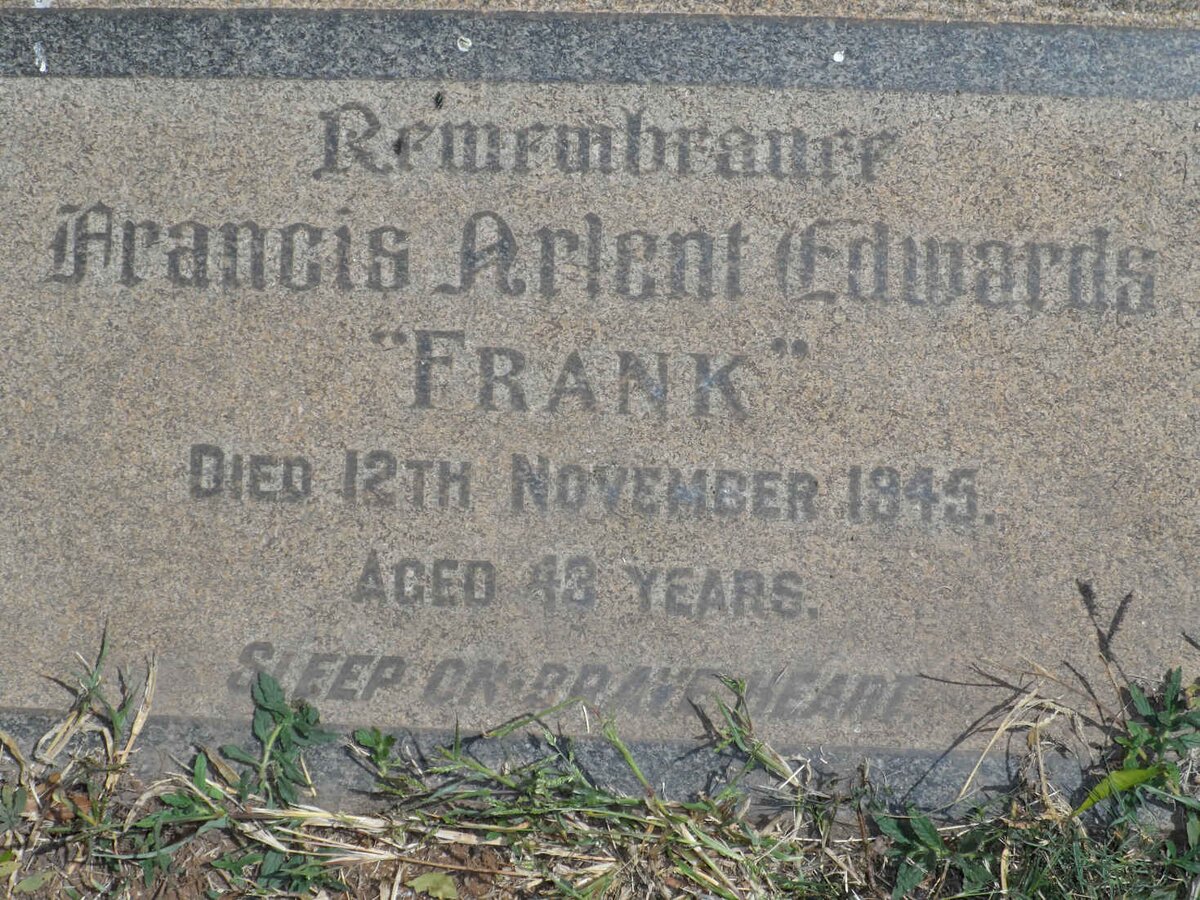 Remembrance
Francis Arlent Edwards
"FRANK"
DIED 12TH NOVEMBER 1945.
AGED 43 YEARS.
SLEEP ON BRAVE HEART.